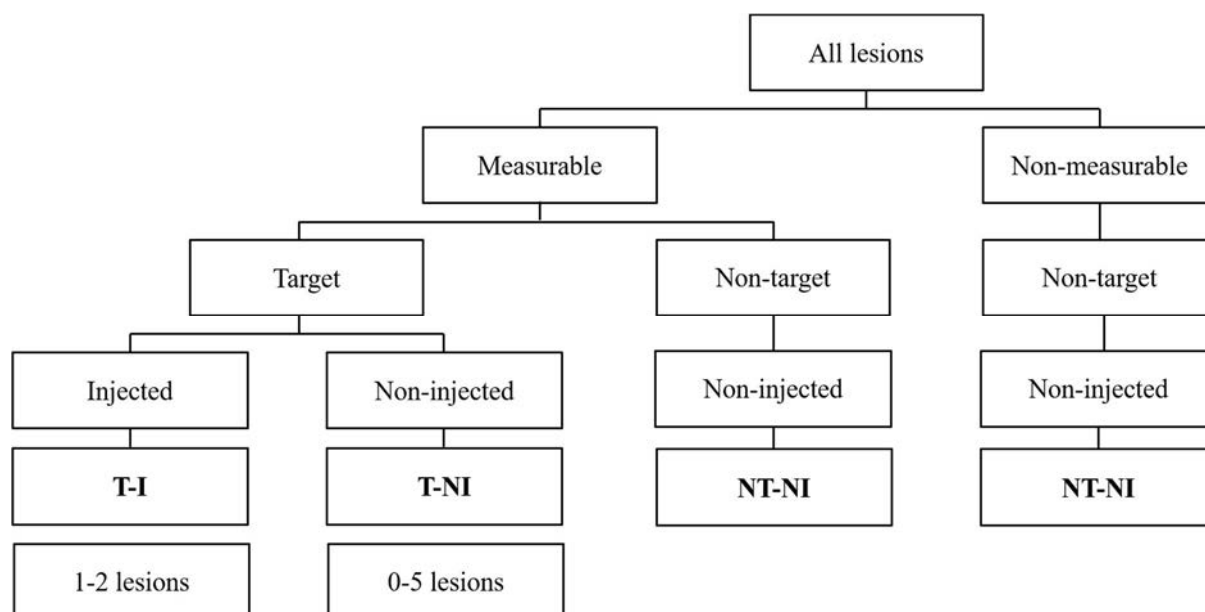 All lesions
Measurable
Non-measurable
Target
Non-target
Non-target
Injected
Non-injected
Non-injected
Non-injected
T-I
T-NI
NT-NI
NT-NI
1-2 lesions
0-5 lesions